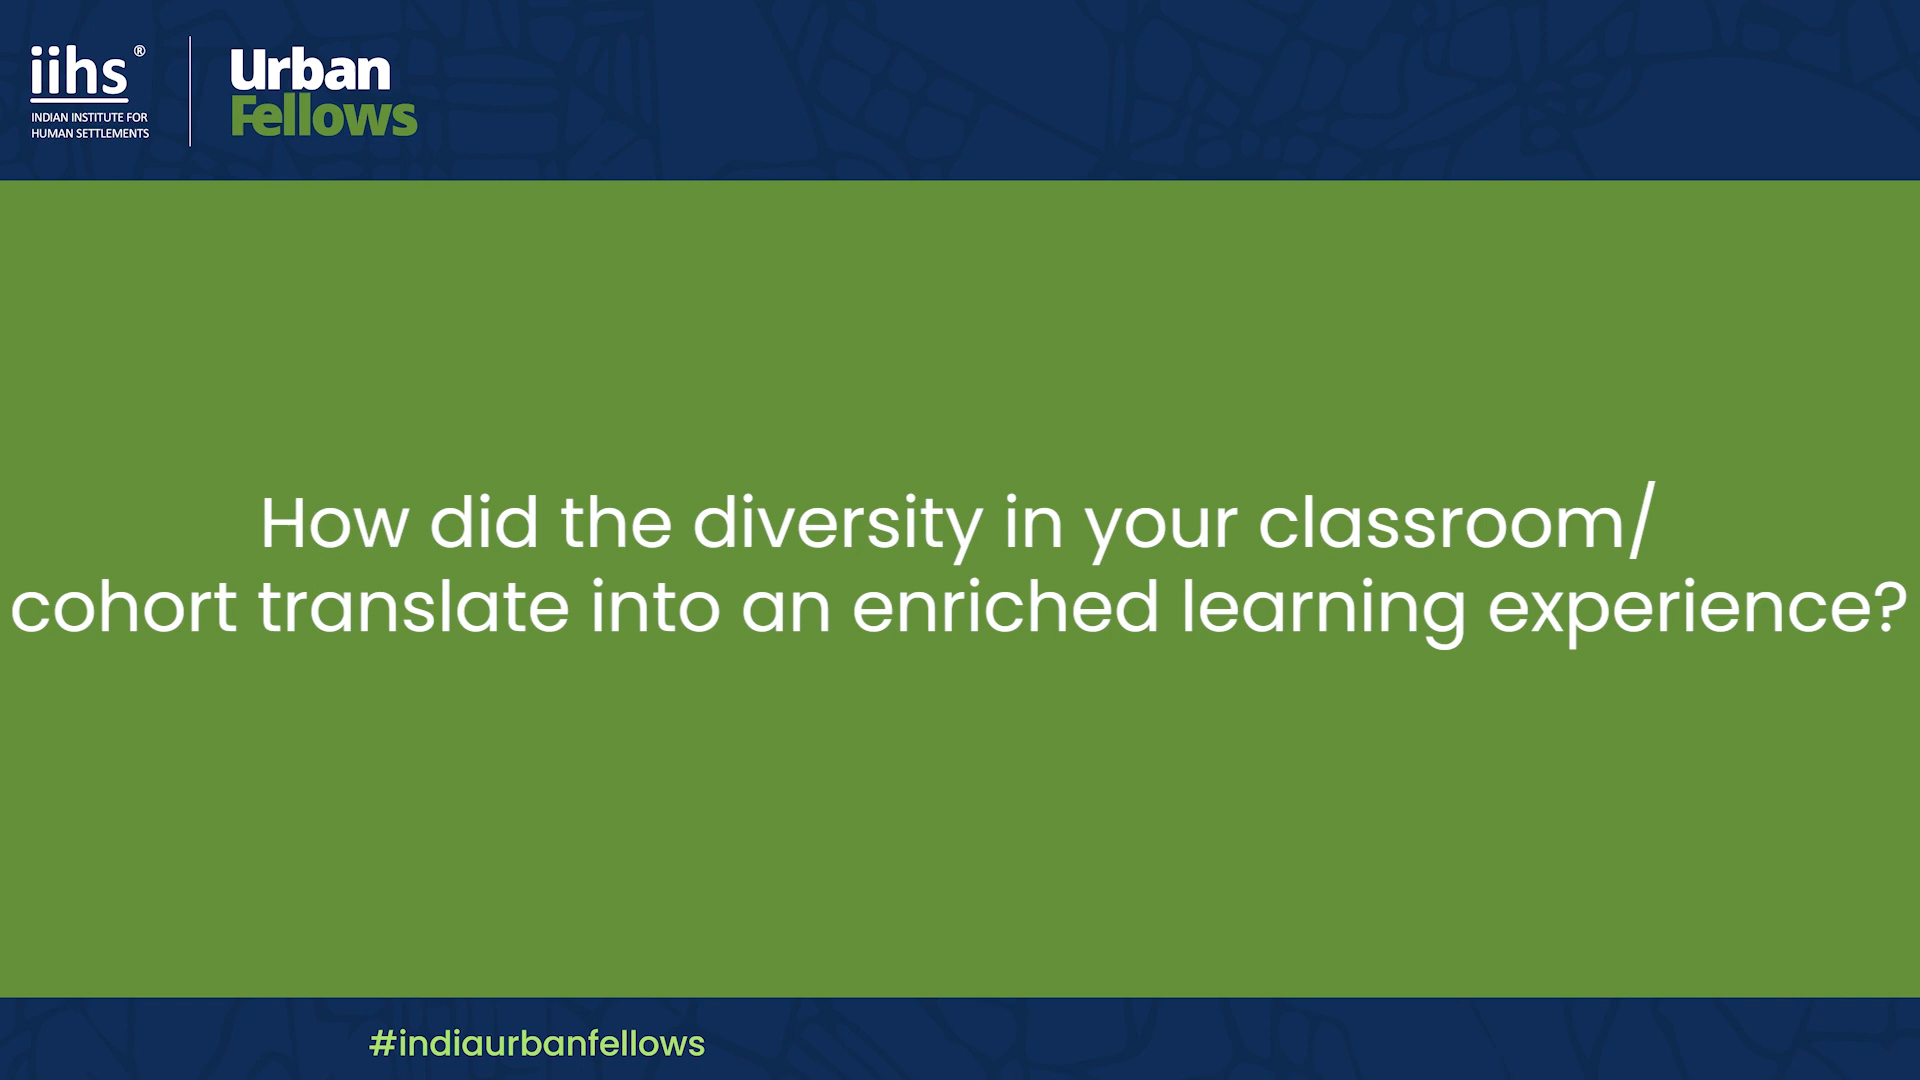 iihs®
INDIAN INSTITUTE FOR
HUMAN SETTLEMENTS
Urban
Fellows
How did the diversity in your classroom/
cohort translate into an enriched learning experience?
#indiaurbanfellows